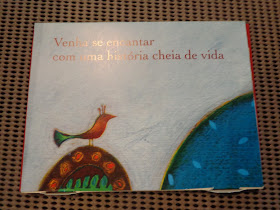 Venha se encantar
com uma história cheia de vida